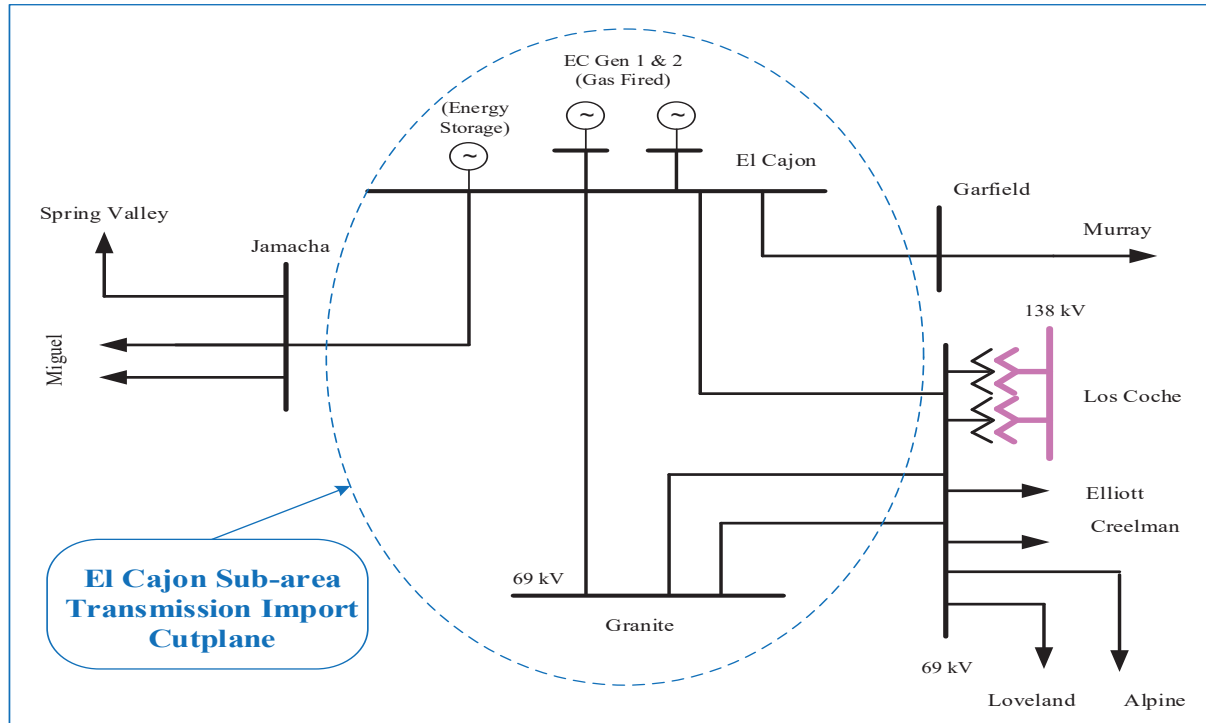 EC Gen 1 & 2
(Gas Fired)
(Energy
Storage)
El Cajon
Garfield
Spring Valley
Jamacha
Murray
138 kV
Miguel
Los Coche
Elliott
Creelman
El Cajon Sub-area
Transmission Import
Cutplane
69 kV
Granite
69 kV
Loveland
Alpine